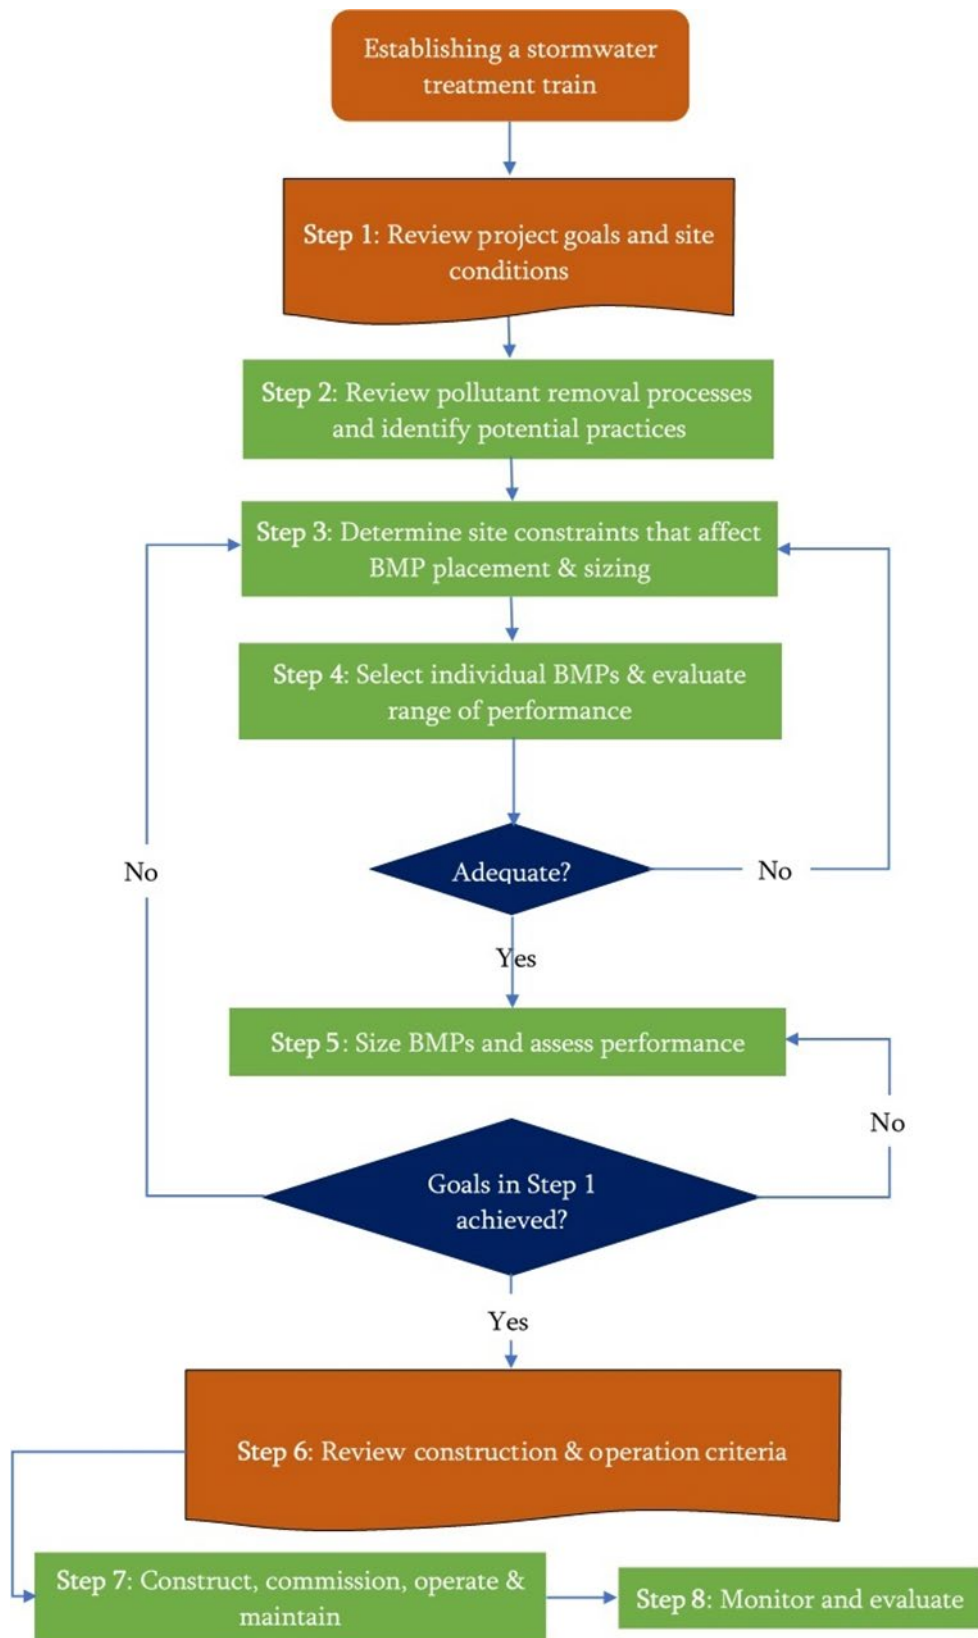 Establishing a stormwater
treatment train
Step 1: Review project goals and site
conditions
Step 2: Review pollutant removal processes
and identify potential practices
Step 3: Determine site constraints that affect
BMP placement & sizing
Step 4: Select individual BMPs & evaluate
range of performance
No
Adequate?
No
Yes
Step 5: Size BMPs and assess performance
No
Goals in Step 1
achieved?
Yes
Step 6: Review construction & operation criteria
Step 7: Construct, commission, operate &
maintain
Step 8: Monitor and evaluate